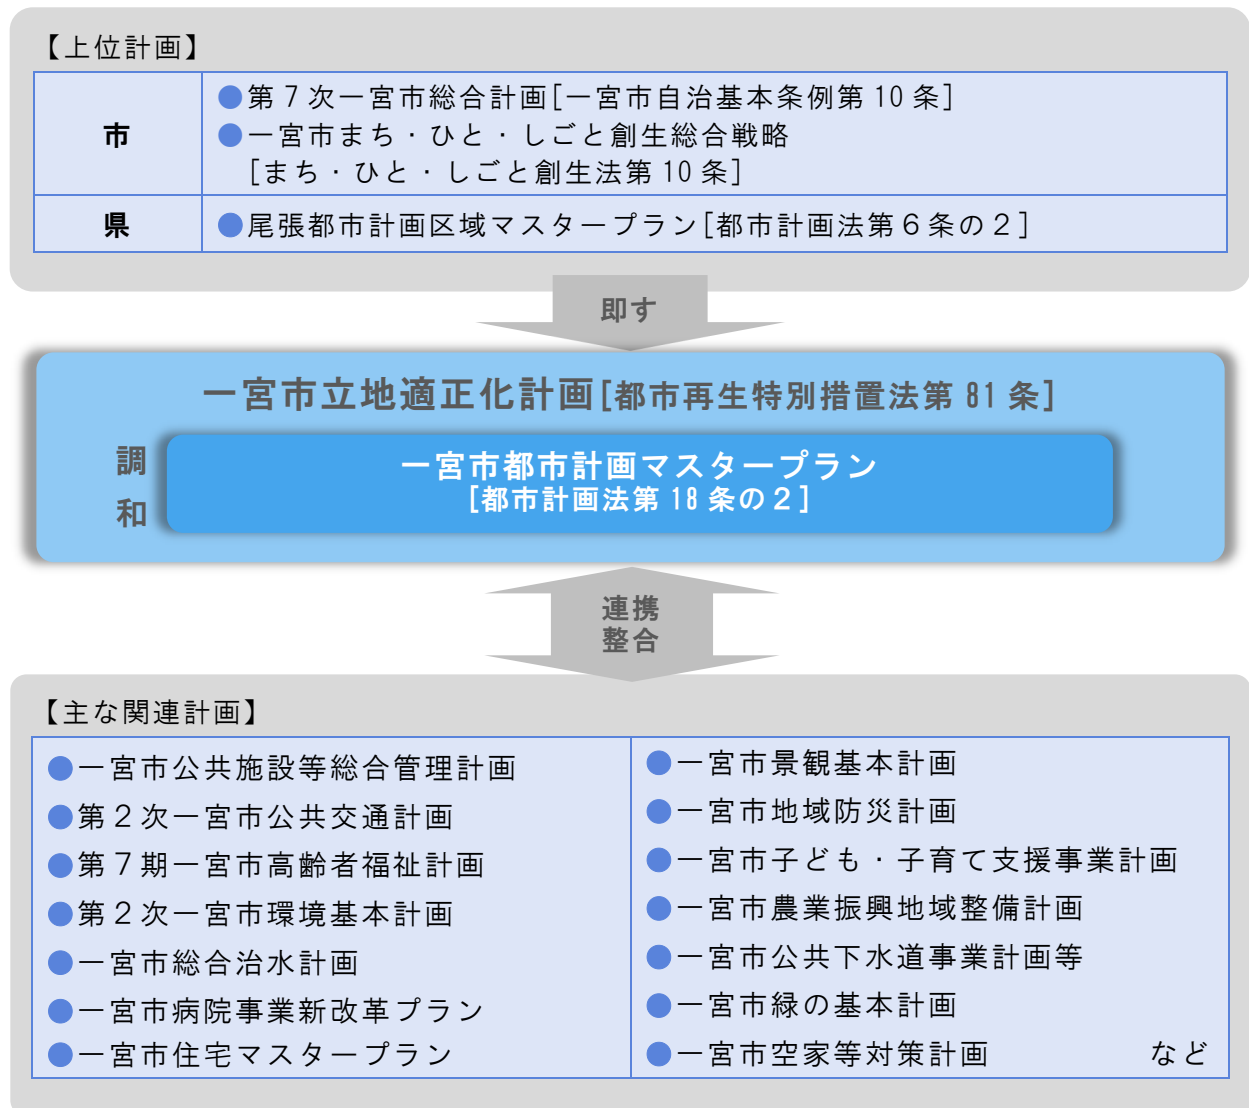 【上位計画】
市
●第７次一宮市総合計画[一宮市自治基本条例第10条]
●一宮市まち・ひと・しごと創生総合戦略
[まち・ひと・しごと創生法第10条]
県
●尾張都市計画区域マスタープラン[都市計画法第６条の２]
即す
一宮市立地適正化計画[都市再生特別措置法第81条]
調和
一宮市都市計画マスタープラン
[都市計画法第18条の２]
連携
整合
【主な関連計画】
●一宮市公共施設等総合管理計画
●第２次一宮市公共交通計画
●第７期一宮市高齢者福祉計画
●第２次一宮市環境基本計画
●一宮市総合治水計画
●一宮市病院事業新改革プラン
●一宮市住宅マスタープラン
●一宮市景観基本計画
●一宮市地域防災計画
●一宮市子ども・子育て支援事業計画
●一宮市農業振興地域整備計画
●一宮市公共下水道事業計画等
●一宮市緑の基本計画
●一宮市空家等対策計画　など